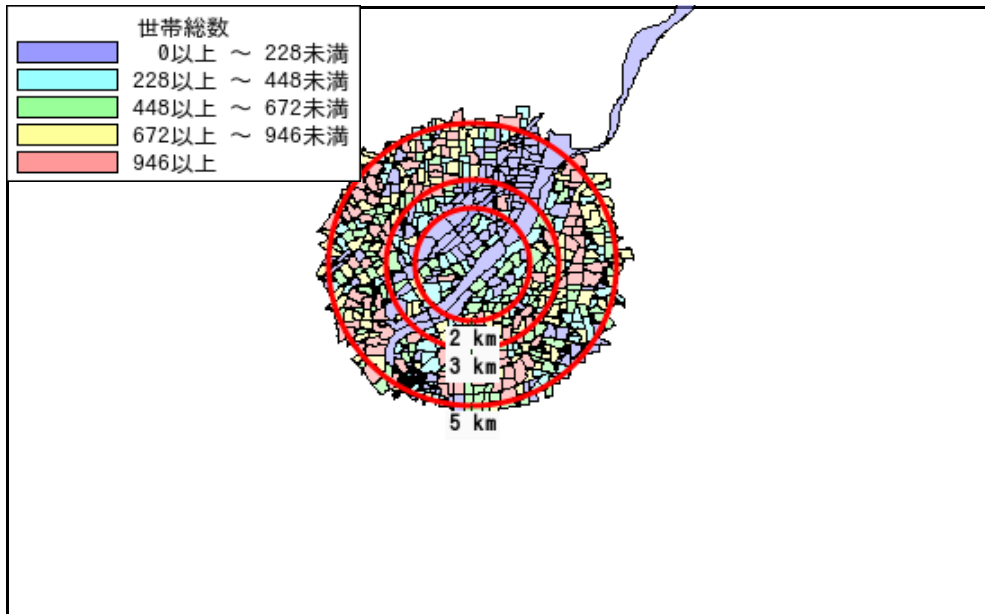 世帯総数
0以上 ～ 228未満
228以上 ～ 448未満
448以上 ～ 672未満
672以上 ～ 946未満
946以上
2 km
3 km
5 km